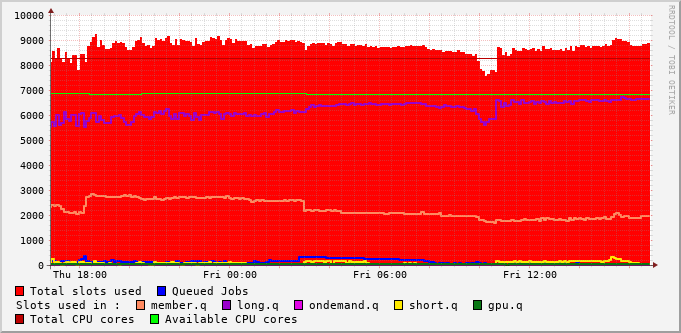 10000
9000
8000
7000
6000
5000
4000
3000
2000
1000
0
Thu 18:00 Fri 00:00 Fri 06:00 Fri 12:00
Total slots used Queued Jobs
Slots used in : member.q long.q ondemand.q short.q gpu.q
Total CPU cores Available CPU cores
RRDTOOL / TOBI OETIKER